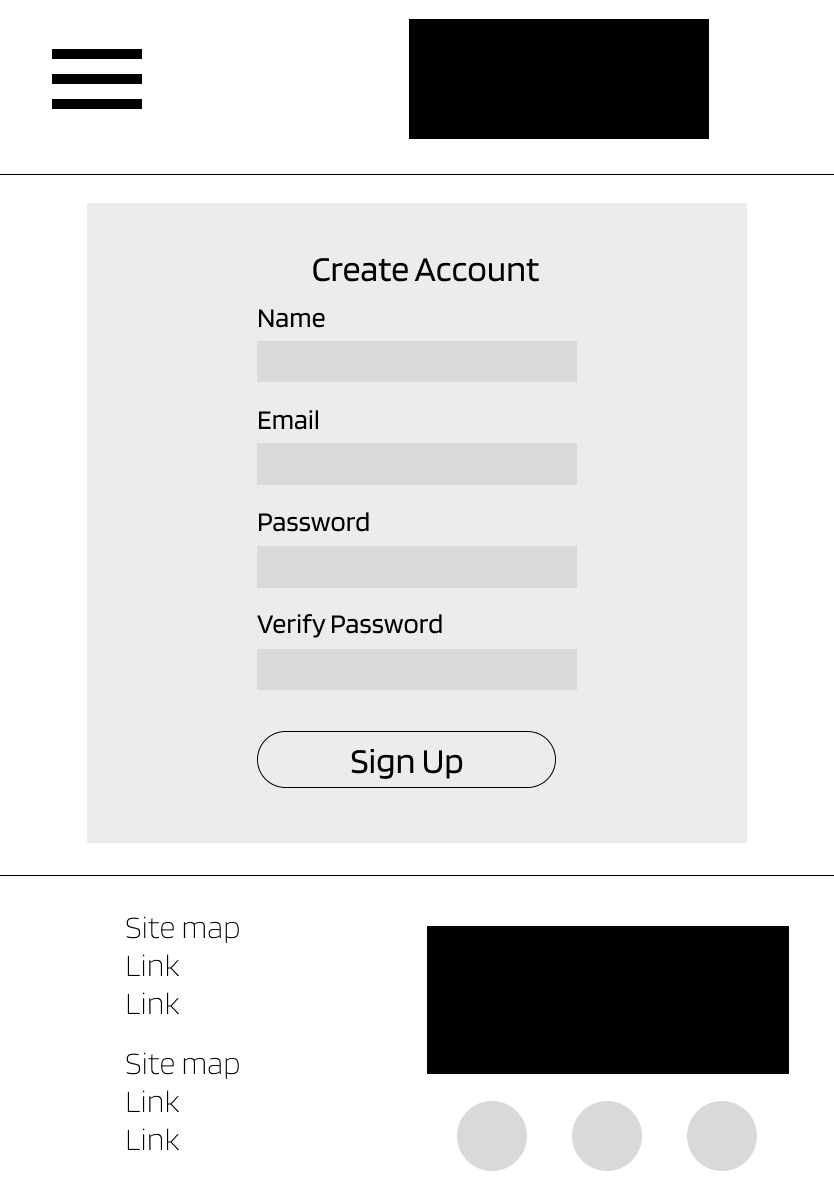 Create Account
Name
Email
Password
Verify Password
Sign Up
Site map
Link
Link
Site map
Link
Link